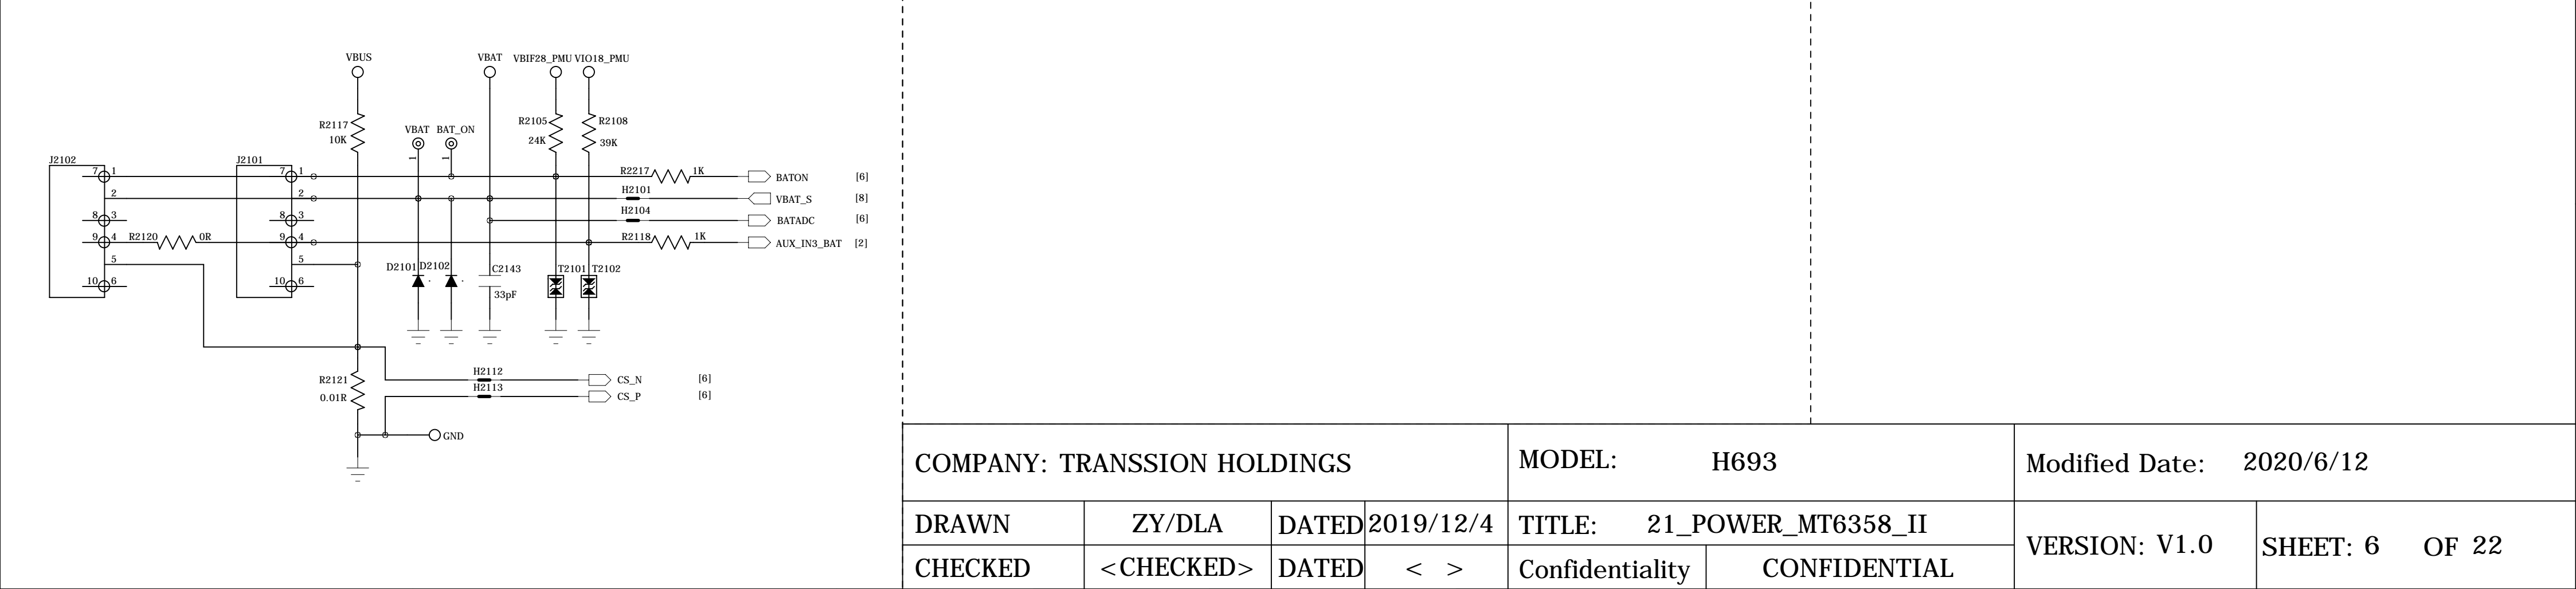 VBUS VBAT VBIF28_PMU VIO18_PMU
R2117 10K
VBAT BAT_ON
1 1
R2105 24K
R2108 39K
J2102 J2101
7 1 7 1 R2217 1K BATON [6]
2 2 H2101 VBAT_S [8]
8 3 8 3 H2104 BATADC [6]
9 4 R2120 0R 9 4 R2118 1K AUX_IN3_BAT [2]
5 5
10 6 10 6
D2101 D2102 C2143 T2101 T2102
33pF
R2121 0.01R
H2112 CS_N [6]
H2113 CS_P [6]
GND
COMPANY: TRANSSION HOLDINGS MODEL: H693 Modified Date: 2020/6/12
DRAWN ZY/DLA DATED 2019/12/4 TITLE: 21_POWER_MT6358_II
VERSION: V1.0 SHEET: 6 OF 22
CHECKED <CHECKED> DATED < > Confidentiality CONFIDENTIAL